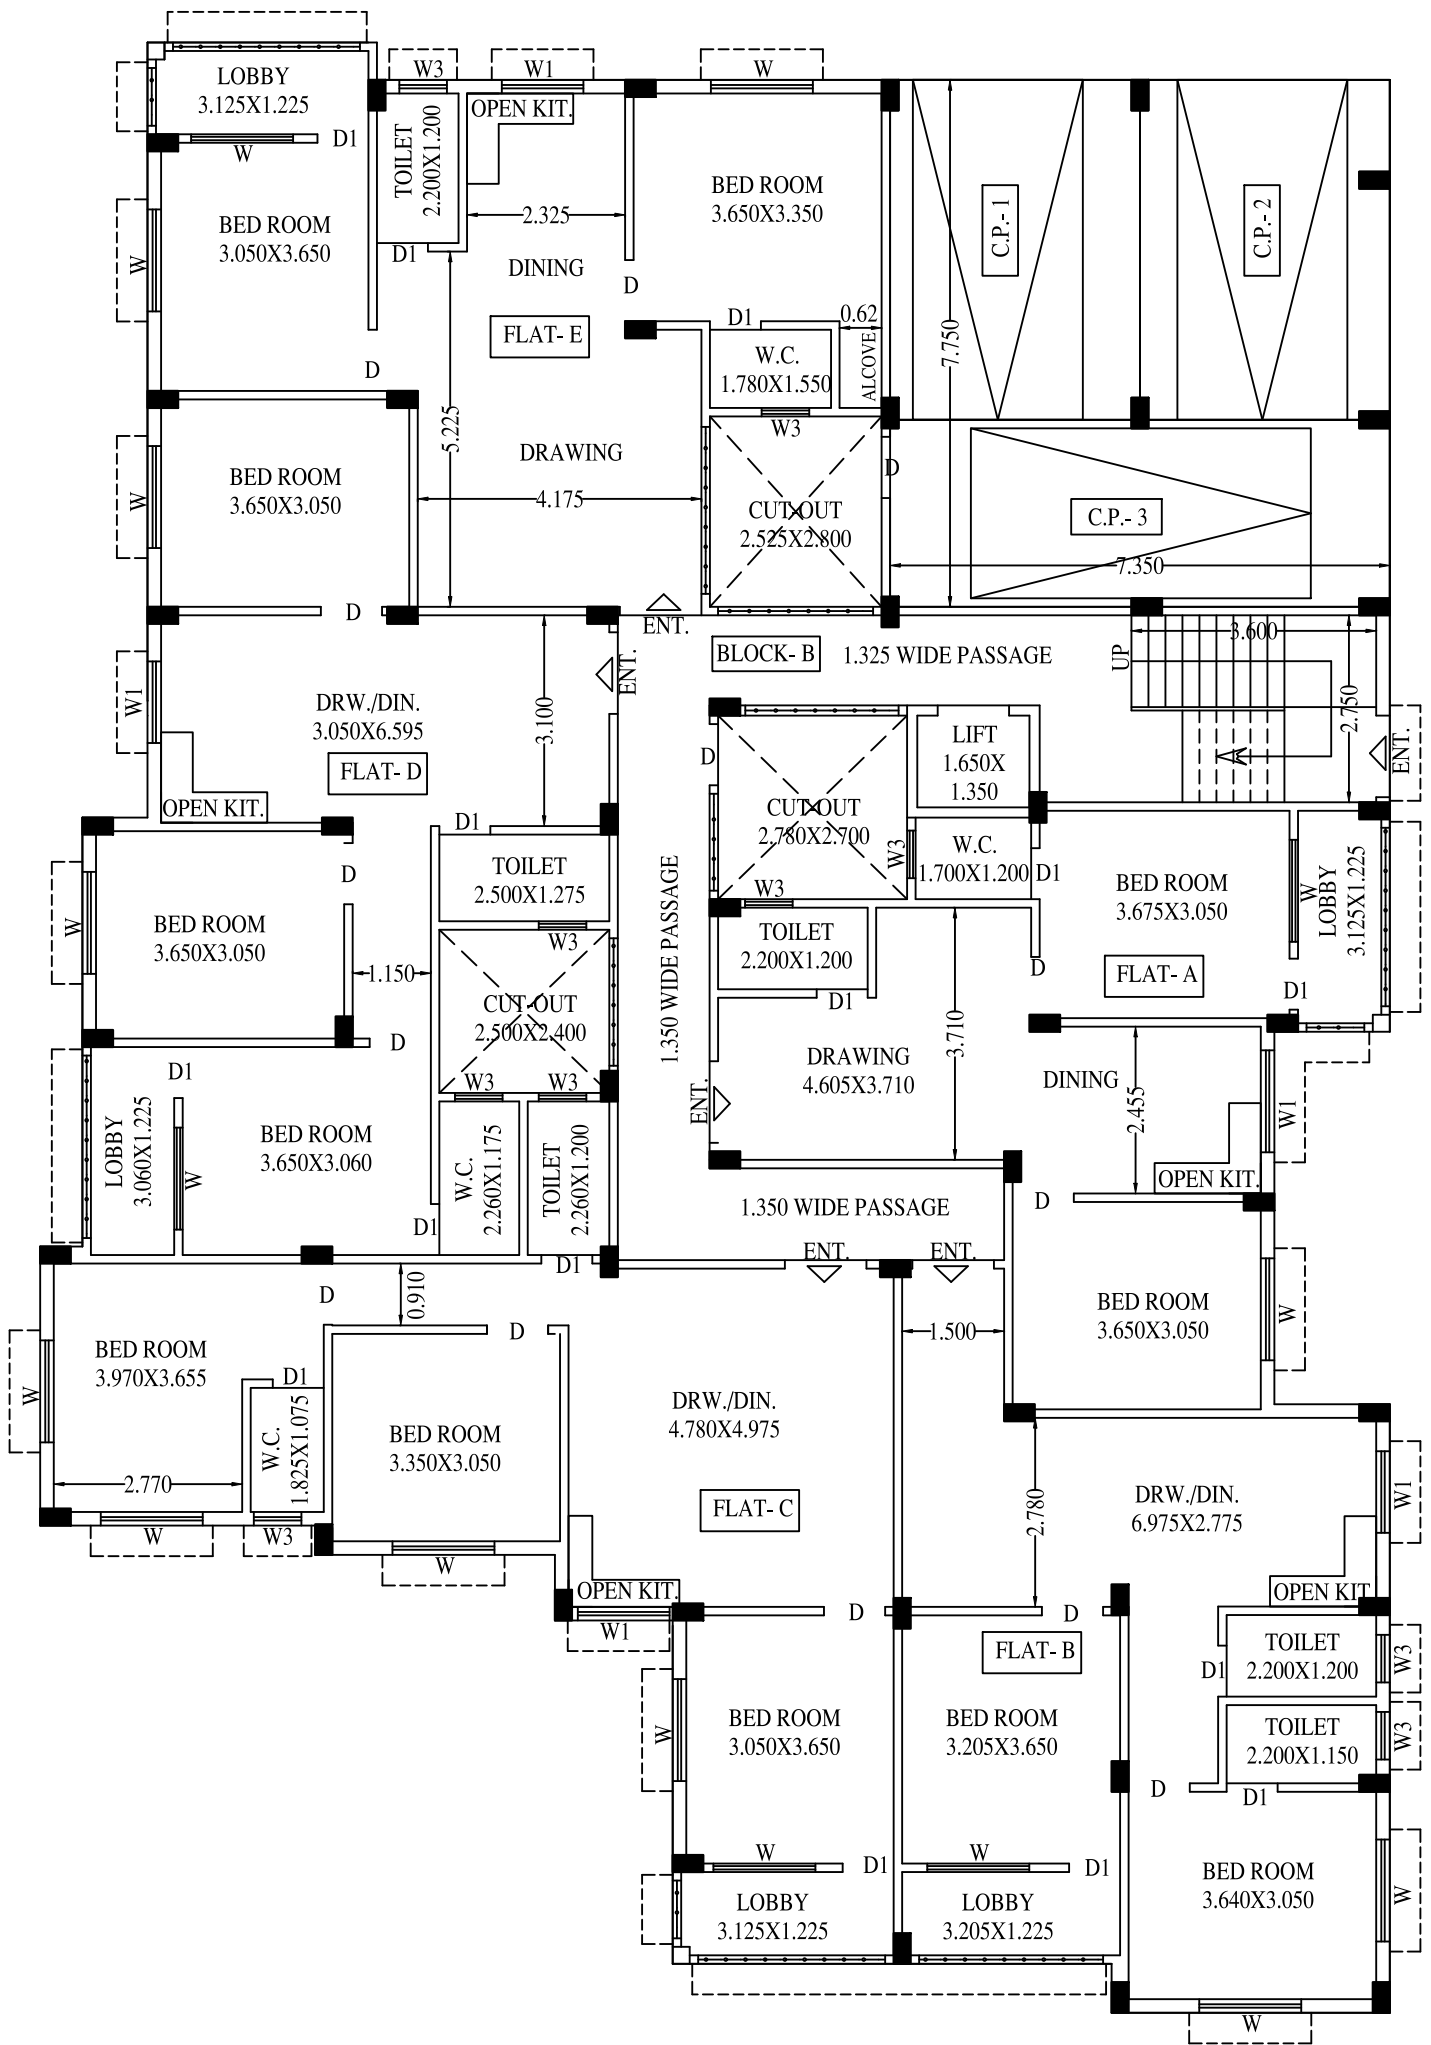 LOBBY
3.125X1.225
W
D1
W3
TOILET
2.200X1.200
W1
OPEN KIT.
W
BED ROOM
3.050X3.650
W
D1
2.325
DINING
D
BED ROOM
3.650X3.350
C.P.- 1
C.P.- 2
7.750
FLAT- E
D
D1
0.62
W.C.
1.780X1.550
ALCOVE
W3
BED ROOM
3.650X3.050
W
5.225
DRAWING
4.175
CUT-OUT
2.525X2.800
D
C.P.- 3
7.350
D
ENT.
BLOCK- B
1.325 WIDE PASSAGE
UP
3.600
2.750
ENT.
W1
DRW./DIN.
3.050X6.595
FLAT- D
3.100
ENT.
OPEN KIT.
D
LIFT
1.650X
1.350
CUT-OUT
2.780X2.700
W3
W3
W.C.
1.700X1.200
D1
D1
TOILET
2.500X1.275
W3
D
BED ROOM
3.650X3.050
W
1.150
1.350 WIDE PASSAGE
TOILET
2.200X1.200
D1
BED ROOM
3.675X3.050
W
LOBBY
3.125X1.225
D
FLAT- A
D1
CUT-OUT
2.500X2.400
W3
W3
D
D1
DRAWING
4.605X3.710
3.710
DINING
2.455
W1
ENT.
LOBBY
3.060X1.225
W
BED ROOM
3.650X3.060
W.C.
2.260X1.175
TOILET
2.260X1.200
D1
D1
OPEN KIT.
D
1.350 WIDE PASSAGE
ENT.
ENT.
D
0.910
D
BED ROOM
3.970X3.655
W
D1
W.C.
1.825X1.075
2.770
W
W3
BED ROOM
3.350X3.050
W
DRW./DIN.
4.780X4.975
FLAT- C
1.500
BED ROOM
3.650X3.050
W
2.780
DRW./DIN.
6.975X2.775
W1
OPEN KIT.
W1
D
D
OPEN KIT
FLAT- B
TOILET
2.200X1.200
D1
W3
BED ROOM
3.050X3.650
W
BED ROOM
3.205X3.650
TOILET
2.200X1.150
W3
D
D1
W
D1
W
D1
LOBBY
3.125X1.225
LOBBY
3.205X1.225
BED ROOM
3.640X3.050
W
W